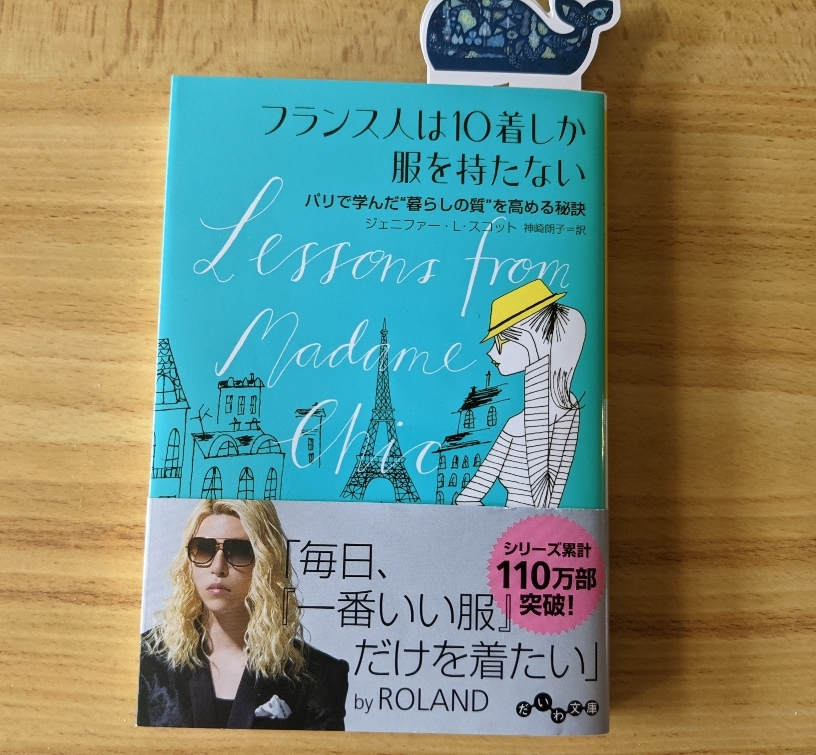 フランス人は10着しか
服を持たない
パリで学んだ“暮らしの質”を高める秘訣
ジェニファー・L・スコット 神崎朗子=訳
Lessons from
Madame
Chic
「毎日、
『一番いい服』
だけを着たい」
by ROLAND
シリーズ累計
110万部
突破!
だいわ文庫